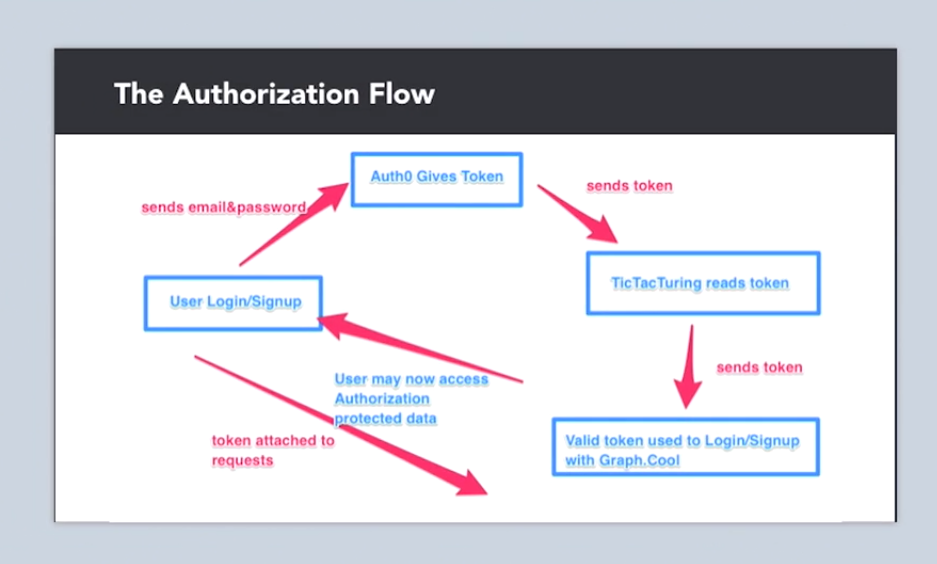 The Authorization Flow
Auth0 Gives Token
sends email&password
sends token
TicTacTuring reads token
User Login/Signup
sends token
User may now access
Authorization
protected data
token attached to
requests
Valid token used to Login/Signup
with Graph.Cool